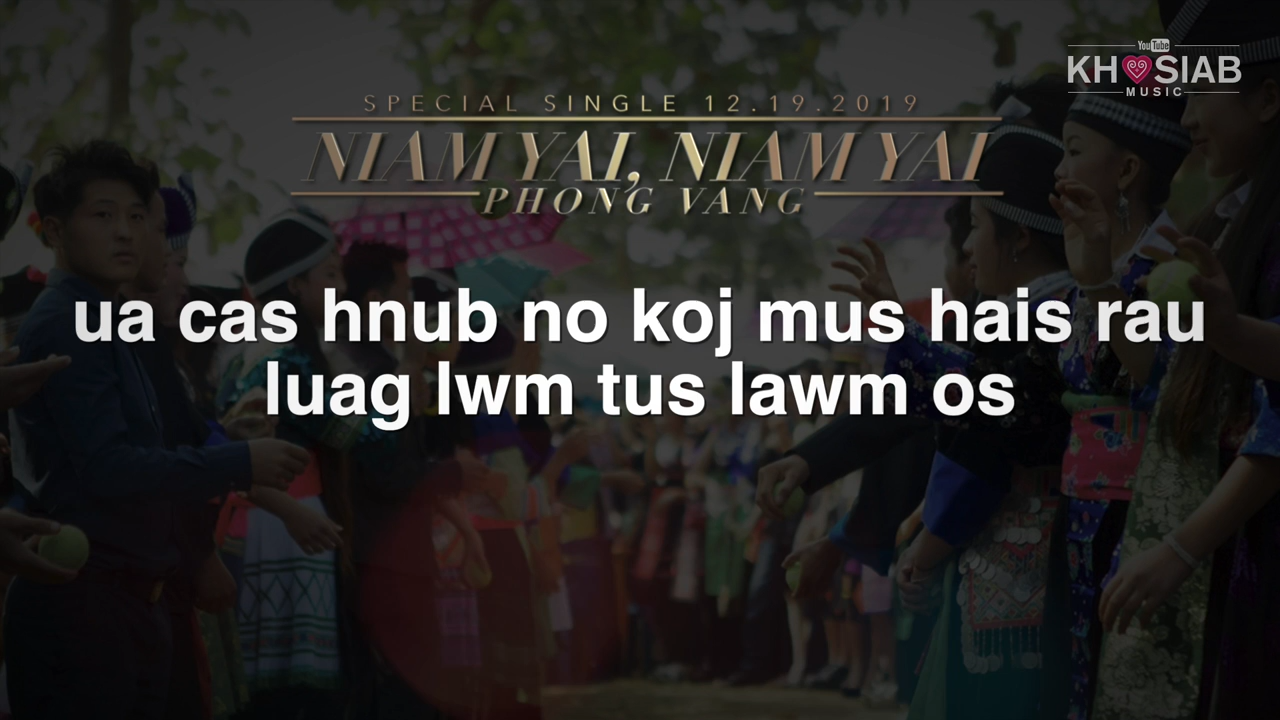 YouTube
KHOSIAB
MUSIC
SPECIAL SINGLE 12.19.2019
NIAM YAI, NIAM YAI
PHONG VANG
ua cas hnub no koj mus hais rau
luag lwm tus lawm os